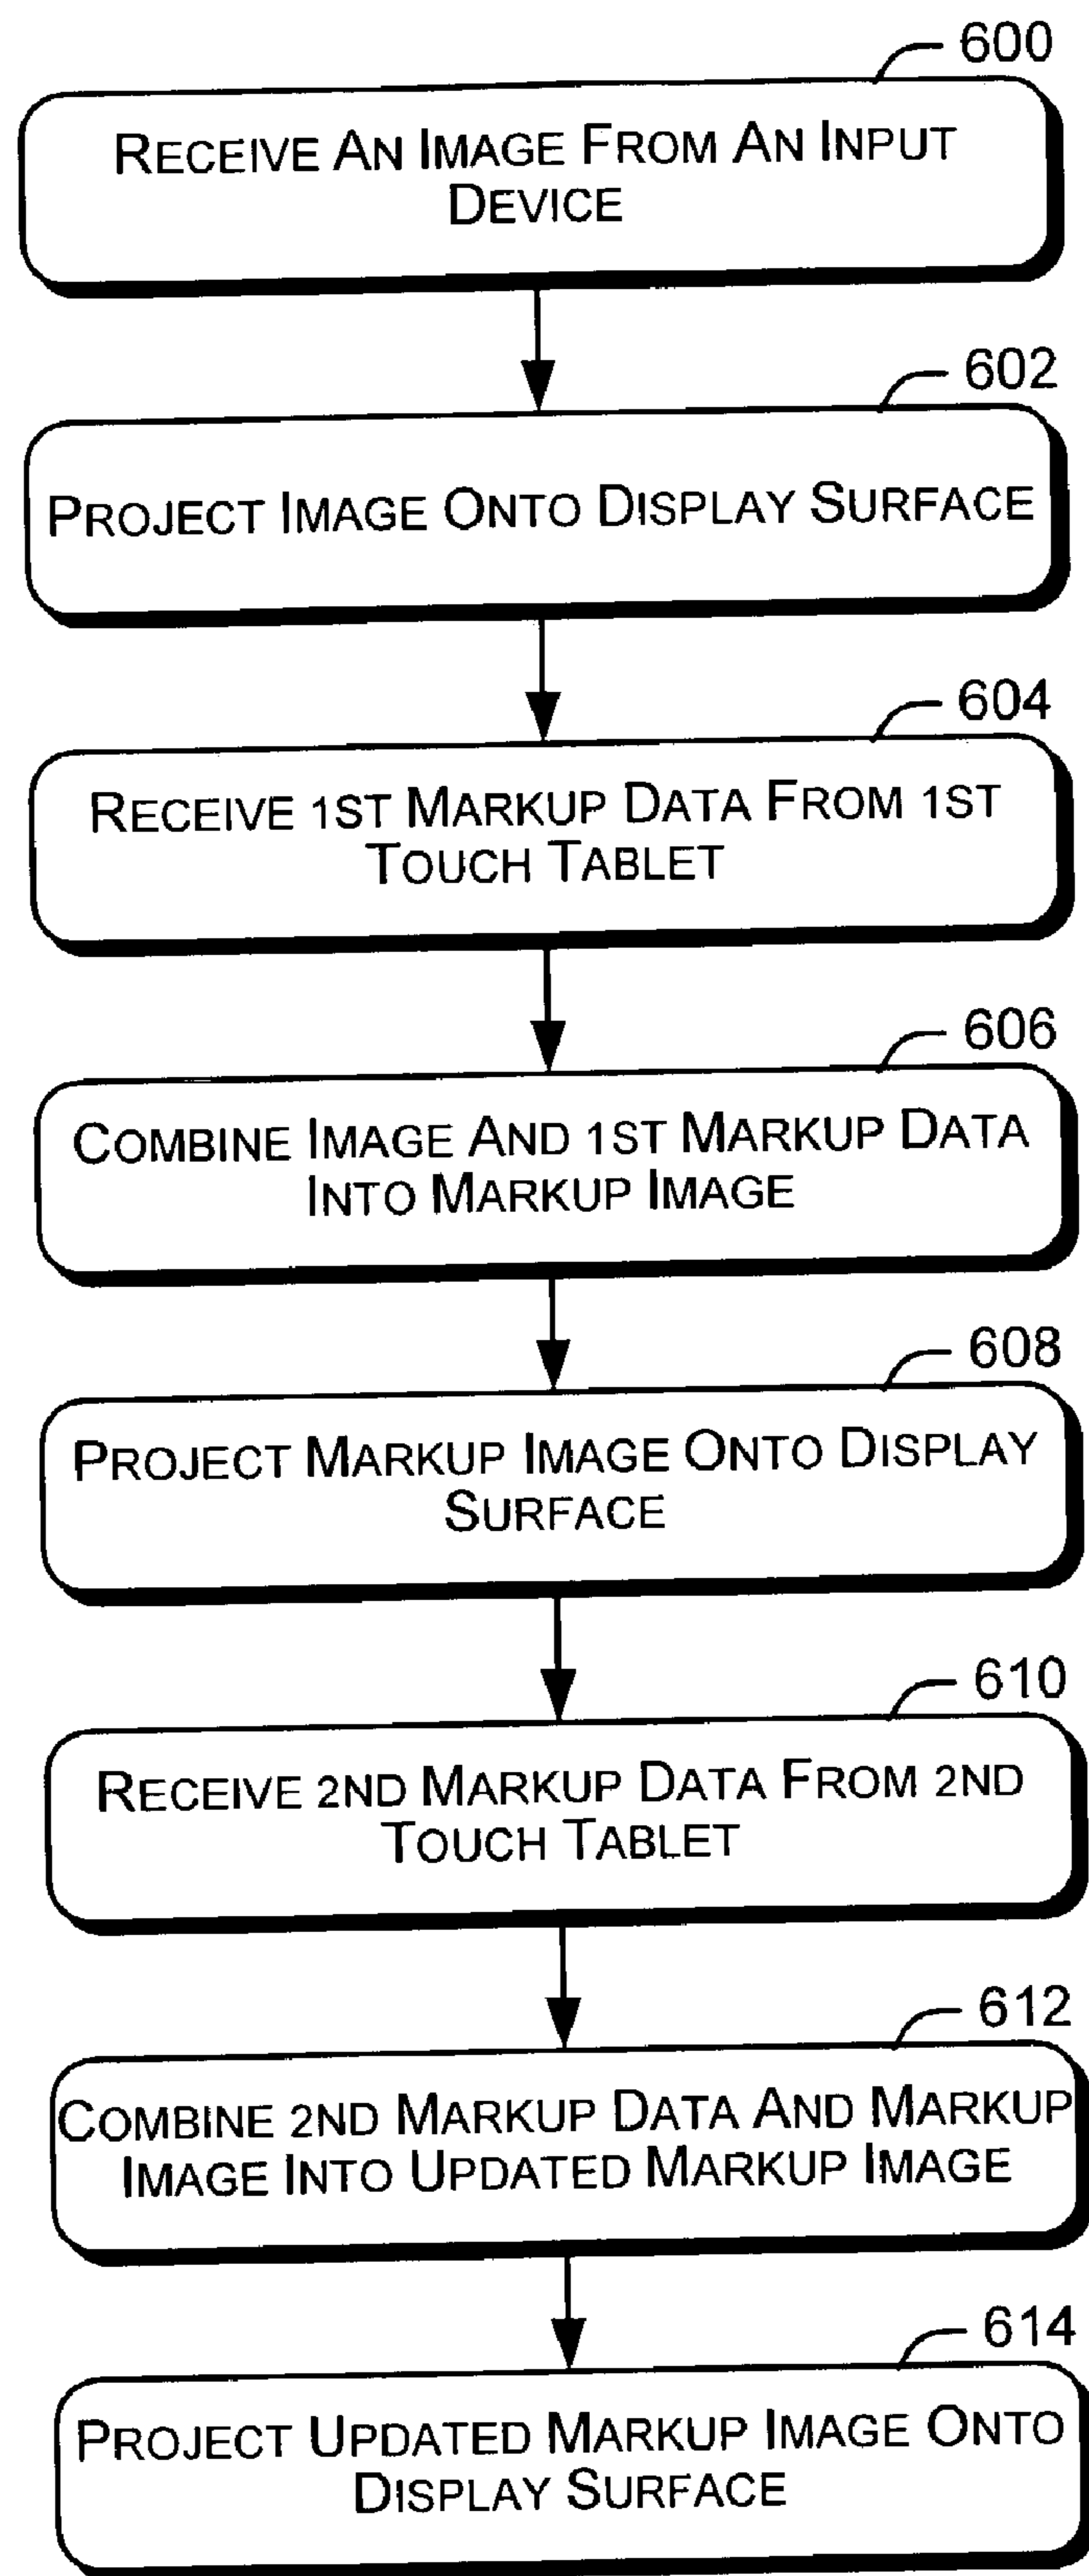 600
RECEIVE AN IMAGE FROM AN INPUT
DEVICE
602
PROJECT IMAGE ONTO DISPLAY SURFACE
604
RECEIVE 1ST MARKUP DATA FROM 1ST
TOUCH TABLET
606
COMBINE IMAGE AND 1ST MARKUP DATA
INTO MARKUP IMAGE
608
PROJECT MARKUP IMAGE ONTO DISPLAY
SURFACE
610
RECEIVE 2ND MARKUP DATA FROM 2ND
TOUCH TABLET
612
COMBINE 2ND MARKUP DATA AND MARKUP
IMAGE INTO UPDATED MARKUP IMAGE
614
PROJECT UPDATED MARKUP IMAGE ONTO
DISPLAY SURFACE